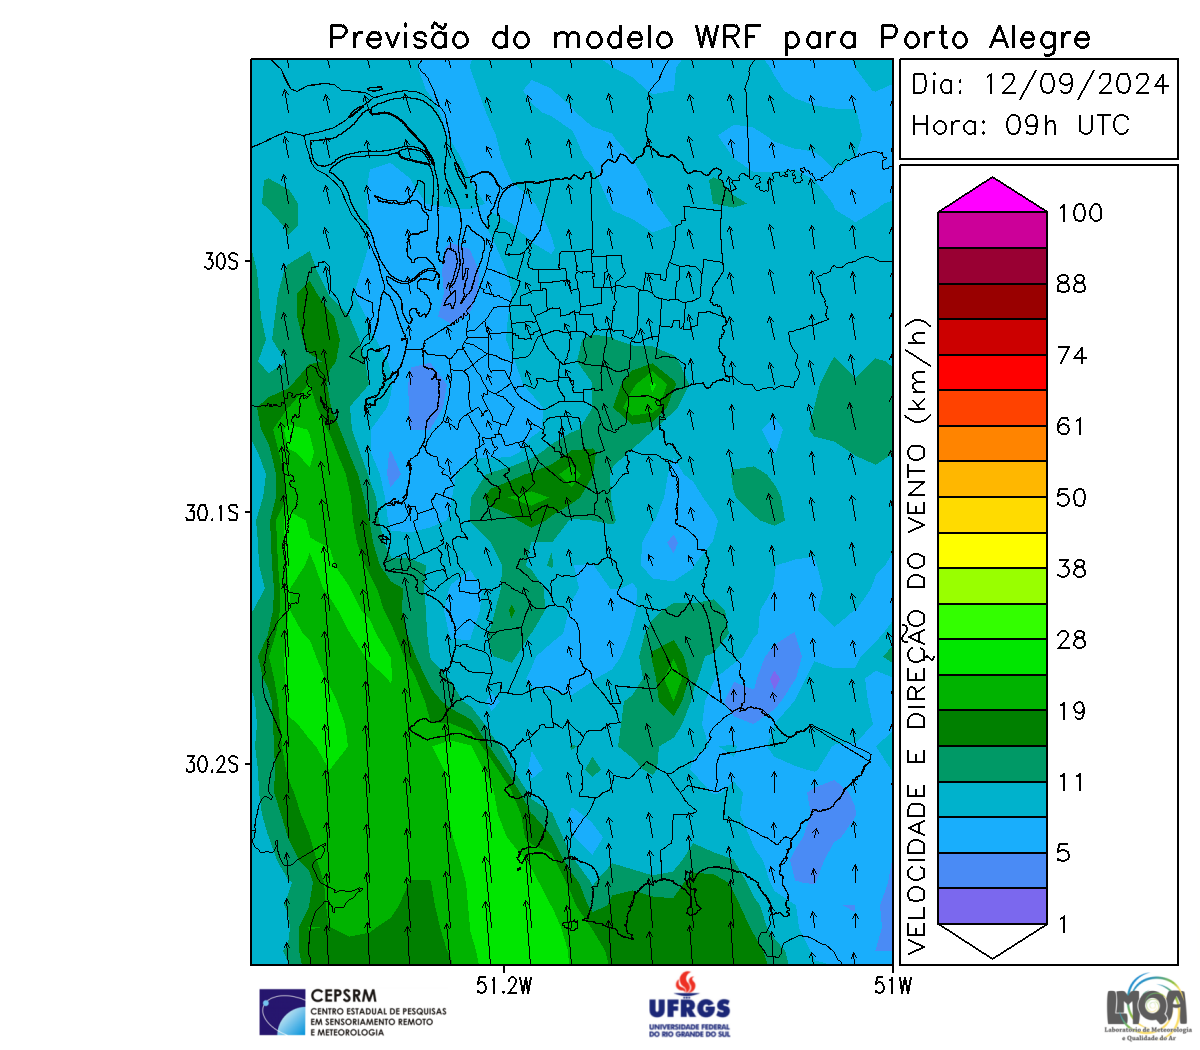 Previsão do modelo WRF para Porto Alegre
Dia: 12/09/2024
Hora: 09h UTC
VELOCIDADE E DIREÇÃO DO VENTO (km/h)
100
88
74
61
50
38
28
19
11
5
1
30S
30.1S
30.2S
51.2W
51W
CEPSRM
CENTRO ESTADUAL DE PESQUISAS
EM SENSORIAMENTO REMOTO
E METEOROLOGIA
UFRGS
UNIVERSIDADE FEDERAL
DO RIO GRANDE DO SUL
LMQA
Laboratório de Meteorologia
e Qualidade do Ar